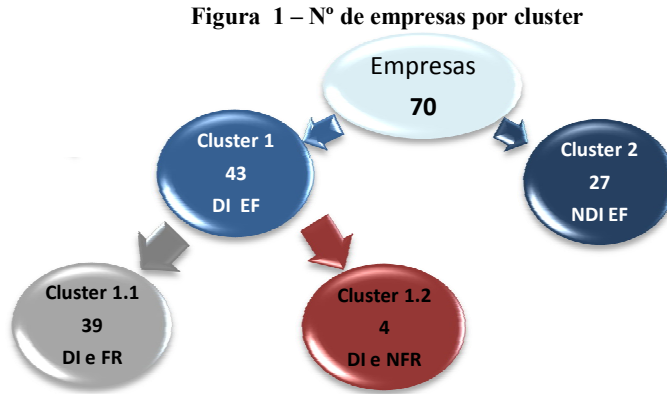 Figura 1 – Nº de empresas por cluster
Empresas
70
Cluster 1
43
DI EF
Cluster 2
27
NDI EF
Cluster 1.1
39
DI e FR
Cluster 1.2
4
DI e NFR